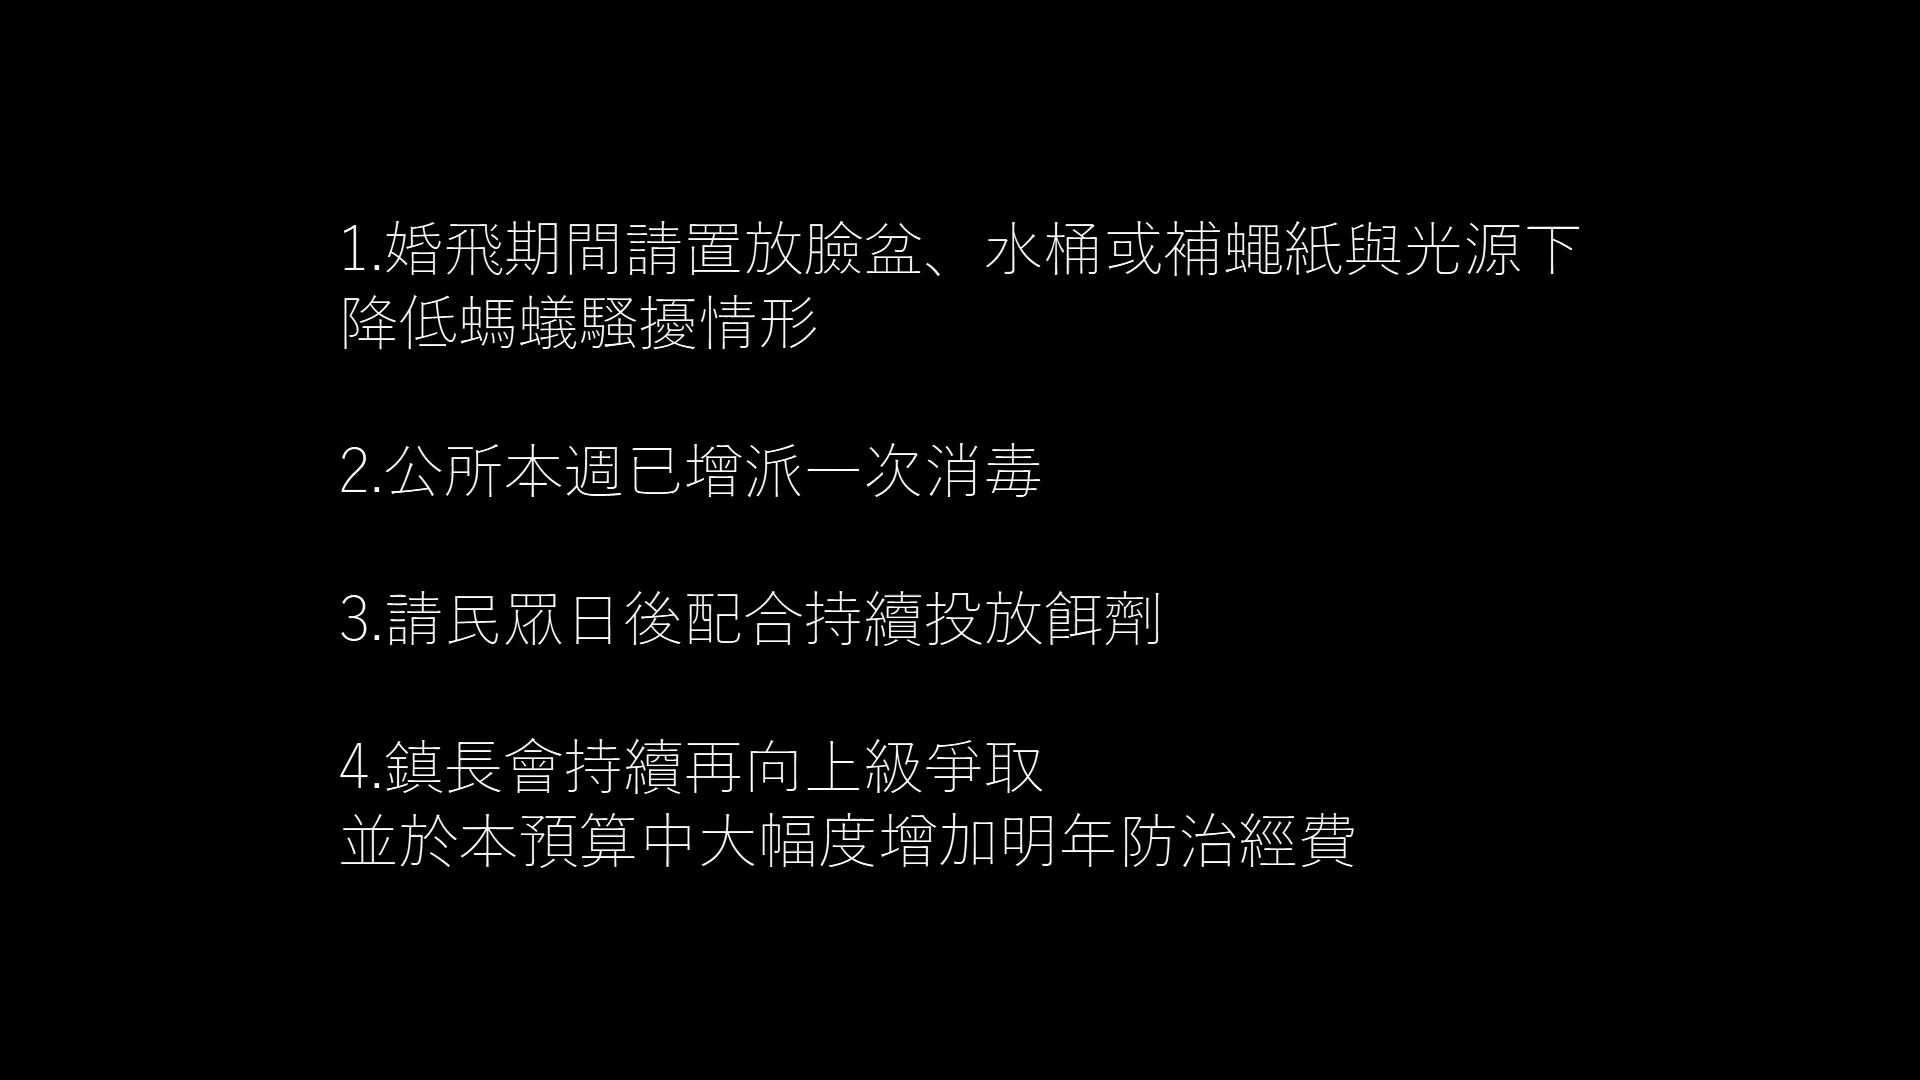 1.婚飛期間請置放臉盆、水桶或補蠅紙與光源下
降低螞蟻騷擾情形
2.公所本週已增派一次消毒
3.請民眾日後配合持續投放餌劑
4.鎮長會持續再向上級爭取
並於本預算中大幅度增加明年防治經費